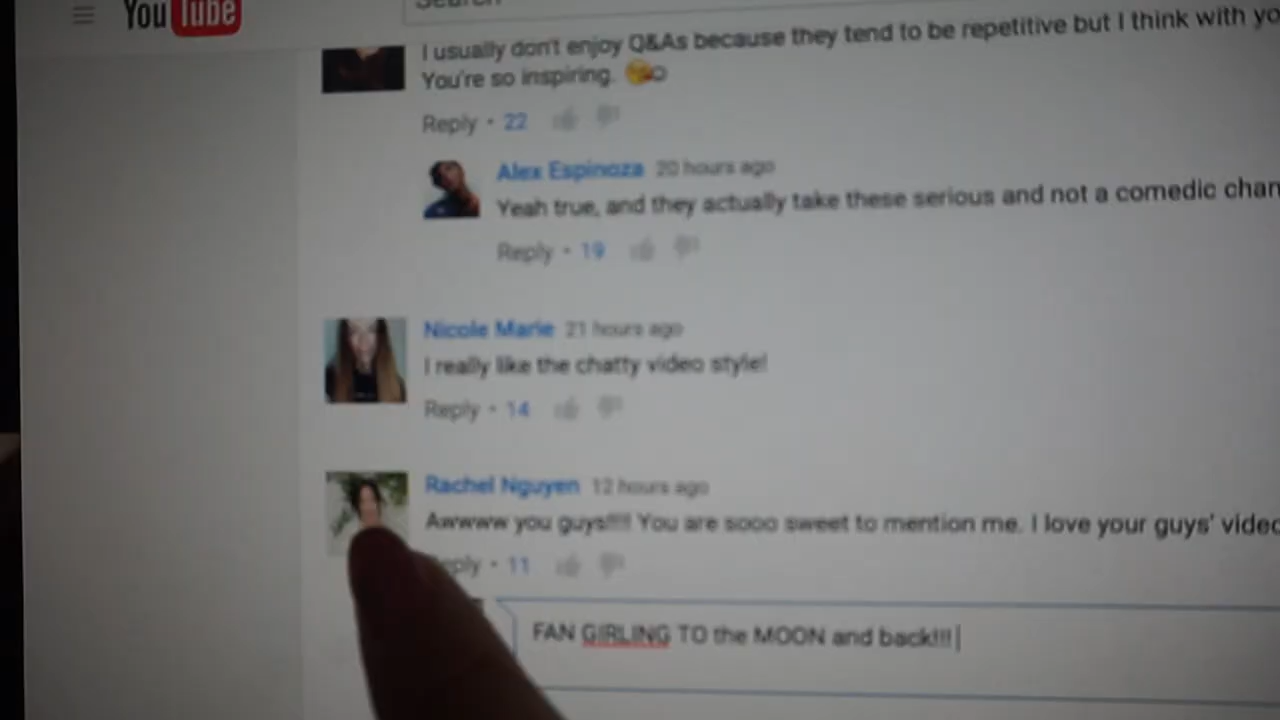 You Tube
Search
I usually don't enjoy Q&As because they tend to be repetitive but I think with yo
You're so inspiring.
Reply • 22
Alex Espinoza 20 hours ago
Yeah true, and they actually take these serious and not a comedic chan
Reply • 19
Nicole Marie 21 hours ago
I really like the chatty video style!
Reply • 14
Rachel Nguyen 12 hours ago
Awwww you guys!!!! You are sooo sweet to mention me. I love your guys' videc
eply • 11
FAN GIRLING TO the MOON and back!!!